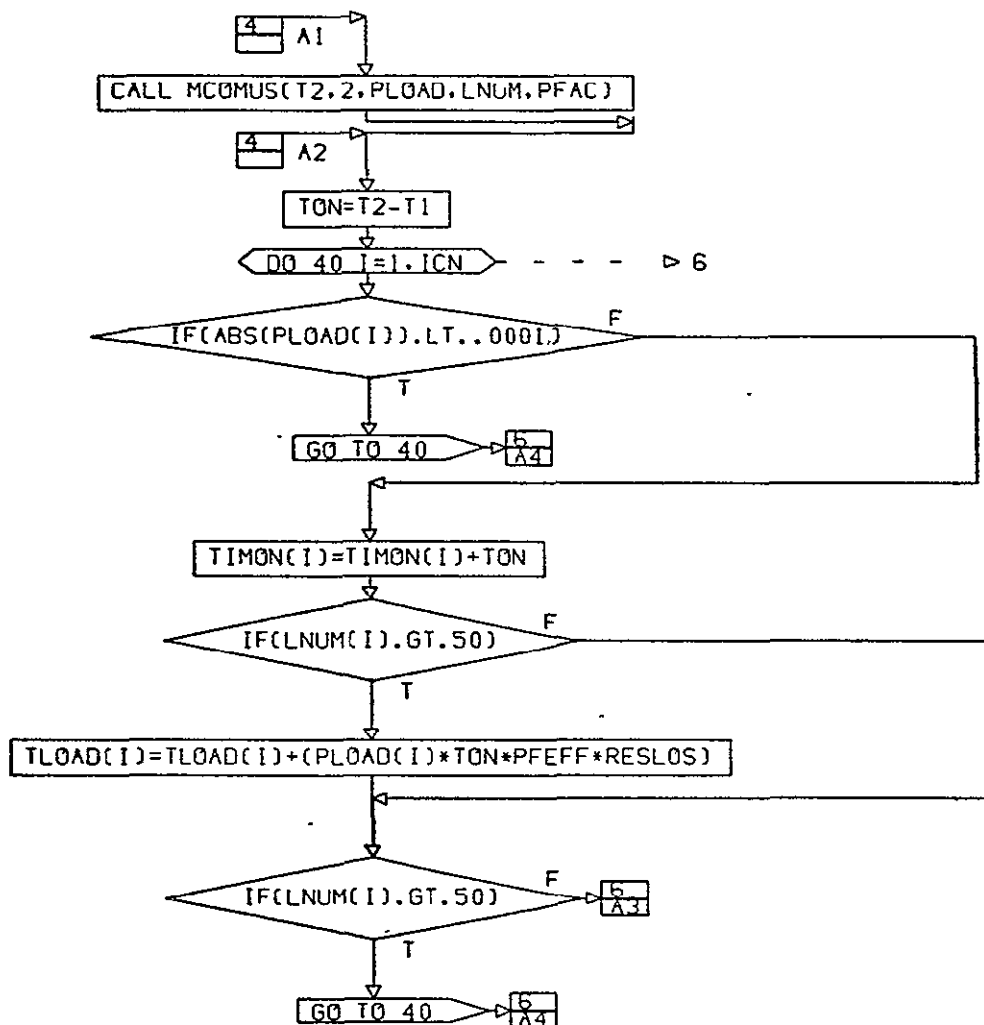 4
A1
CALL MCOMUS(T2.2.PLOAD.LNUM.PFAC)
4
A2
TON=T2-T1
DO 40 I=1.ICN
6
IF(ABS(PLOAD(I)).LT..0001)
F
T
GO TO 40
6
A4
TIMON(I)=TIMON(I)+TON
IF(LNUM(I).GT.50)
F
T
TLOAD(I)=TLOAD(I)+(PLOAD(I)*TON*PFEFF*RESLOS)
IF(LNUM(I).GT.50)
F
6
A3
T
GO TO 40
6
A4